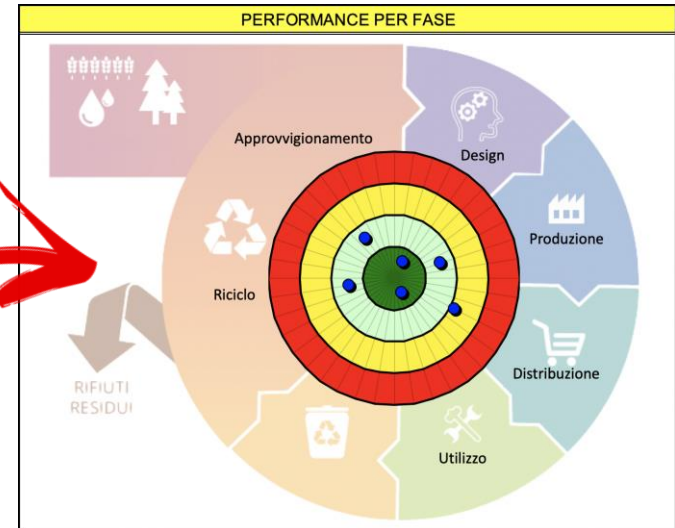 PERFORMANCE PER FASE
Approvvigionamento
Design
Produzione
Riciclo
Distribuzione
RIFIUTI
RESIDUI
Utilizzo